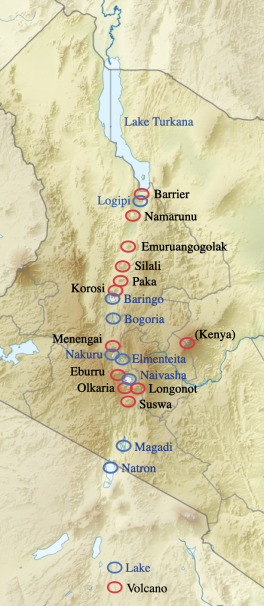 Lake Turkana
Barrier
Logipi
Namarunu
Emuruangogolak
Silali
Paka
Korosi
Baringo
Bogoria
(Kenya)
Menengai
Nakuru
Elmenteita
Eburru
Naivasha
Olkaria
Longonot
Suswa
Magadi
Natron
Lake
Volcano